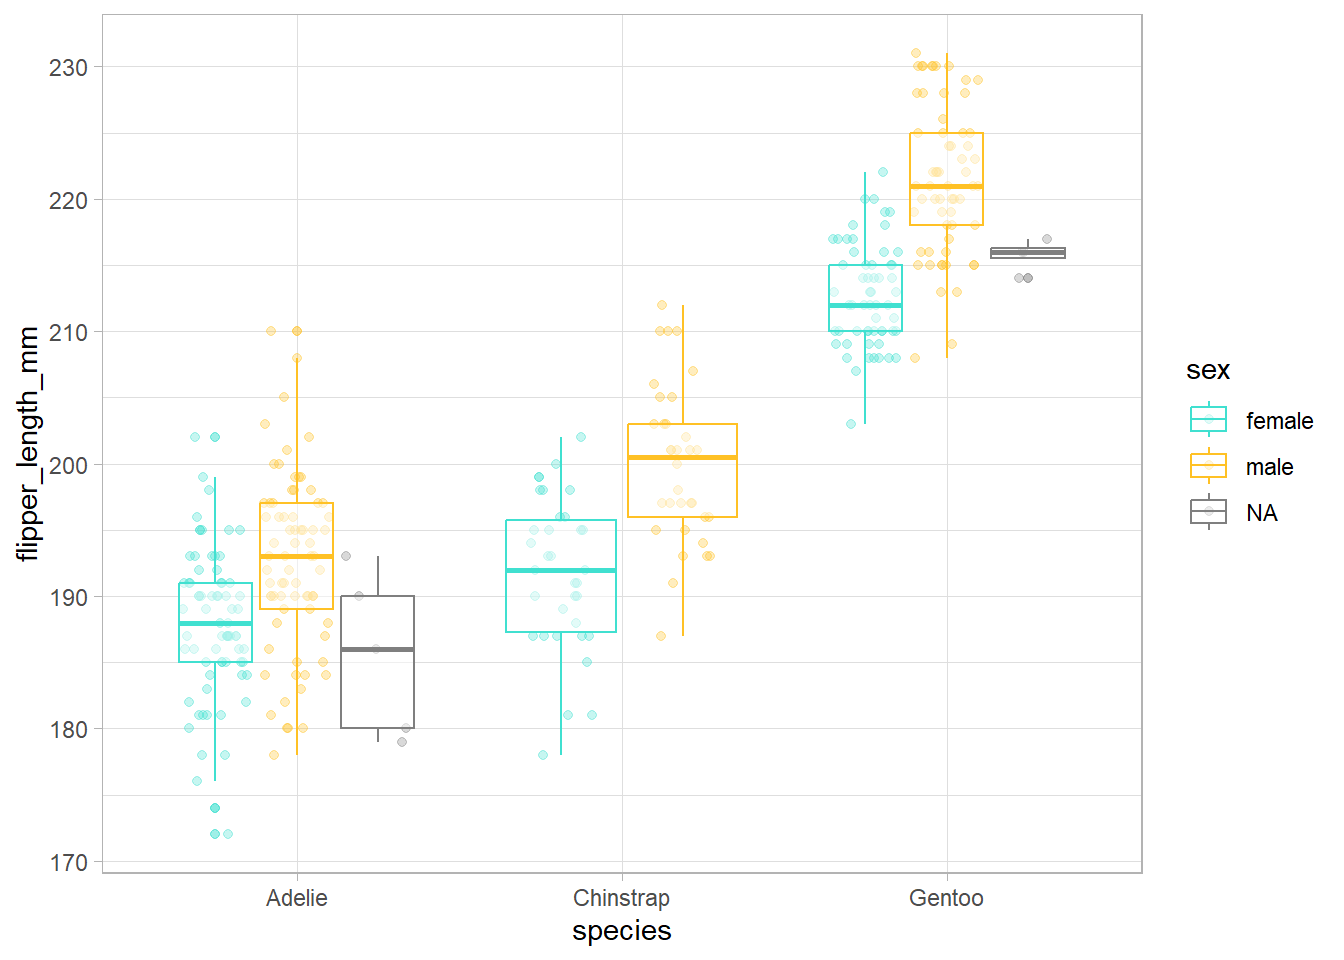 230
220
210
200
190
180
170
flipper_length_mm
Adelie
Chinstrap
Gentoo
species
sex
female
male
NA